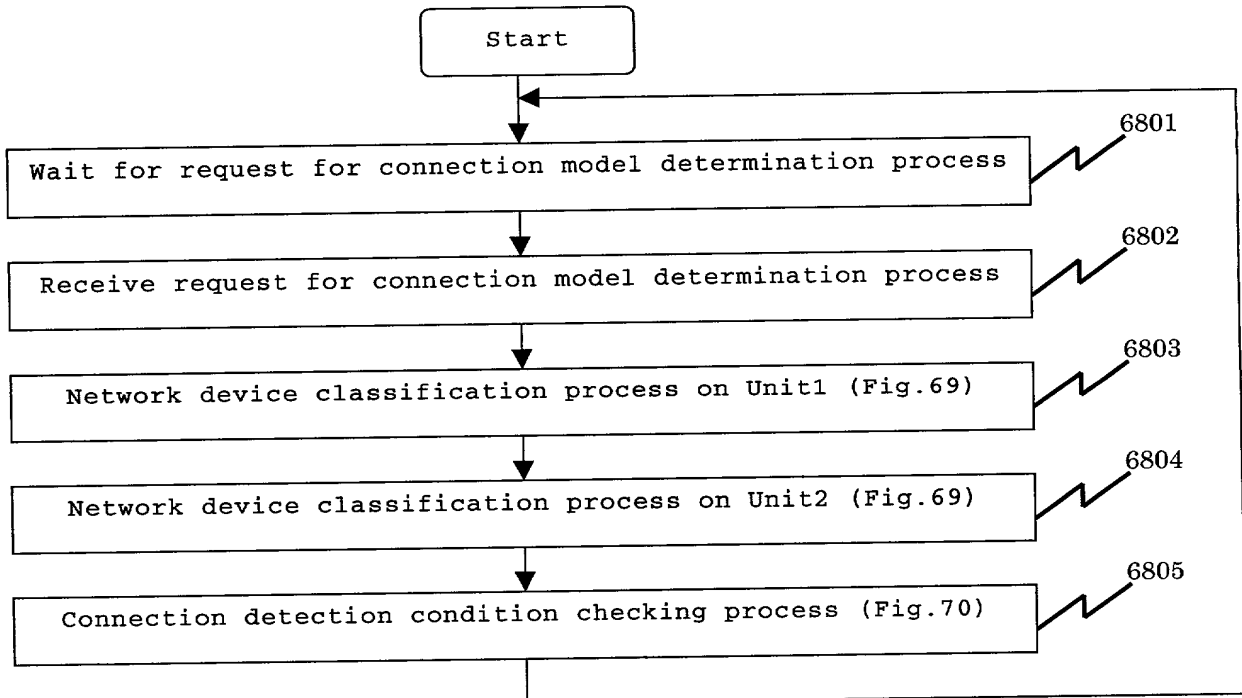 Start
6801
Wait for request for connection model determination process
6802
Receive request for connection model determination process
6803
Network device classification process on Unit1 (Fig.69)
6804
Network device classification process on Unit2 (Fig.69)
6805
Connection detection condition checking process (Fig.70)